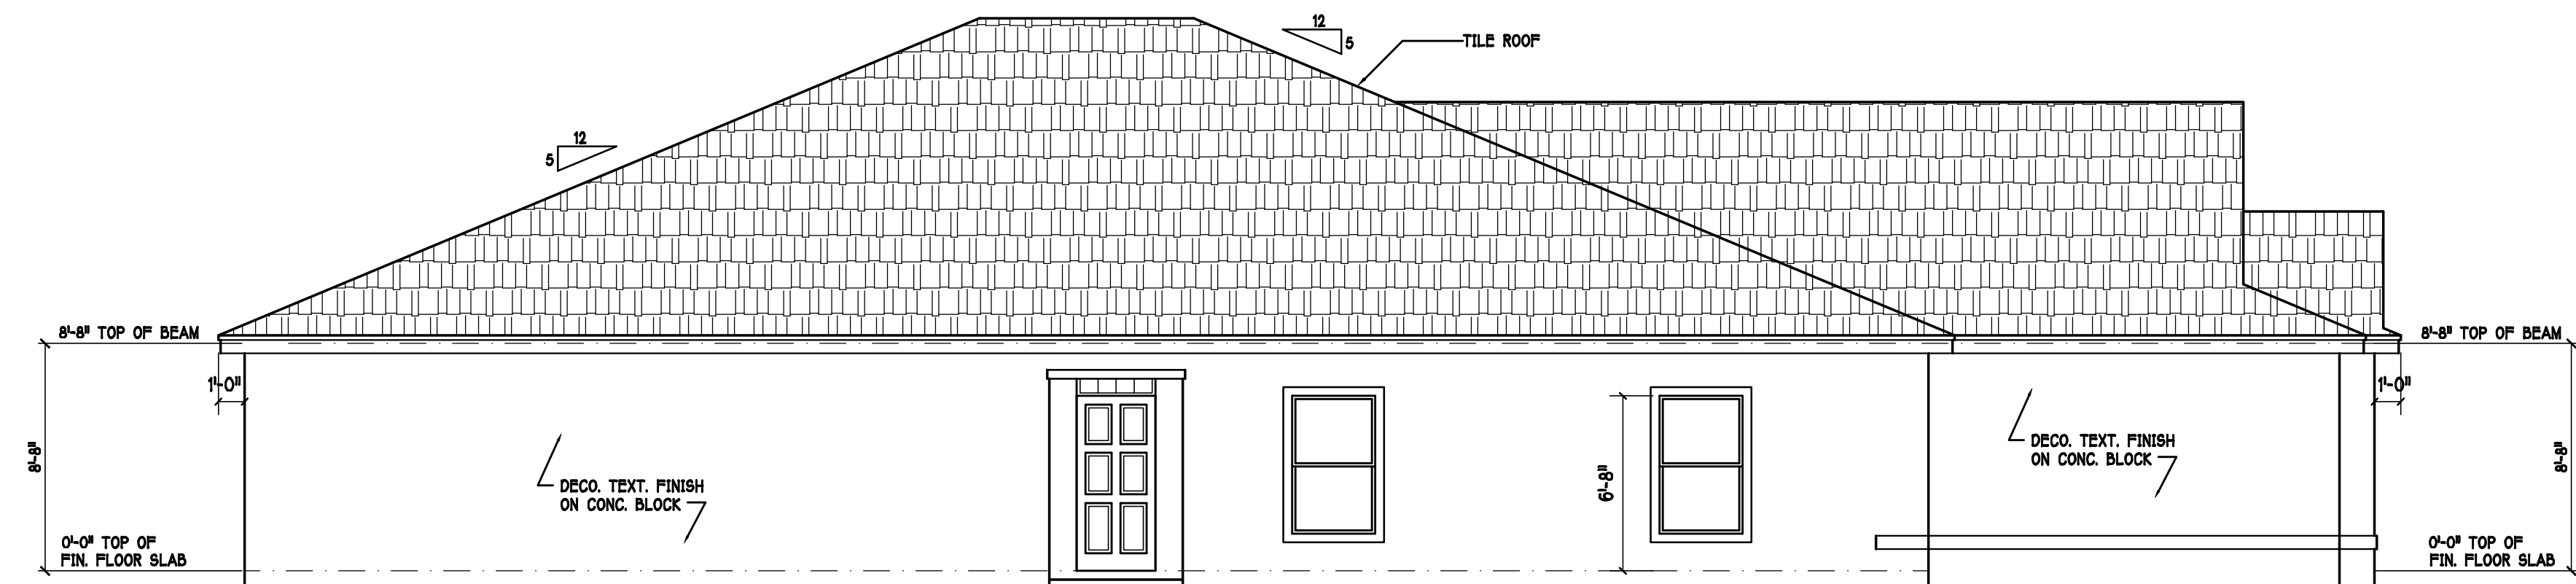 12
5
TILE ROOF
12
5
8'-8" TOP OF BEAM
8'-8" TOP OF BEAM
1'-0"
1'-0"
8'-8"
DECO. TEXT. FINISH
ON CONC. BLOCK
6'-8"
DECO. TEXT. FINISH
ON CONC. BLOCK
8'-8"
0'-0" TOP OF
FIN. FLOOR SLAB
0'-0" TOP OF
FIN. FLOOR SLAB